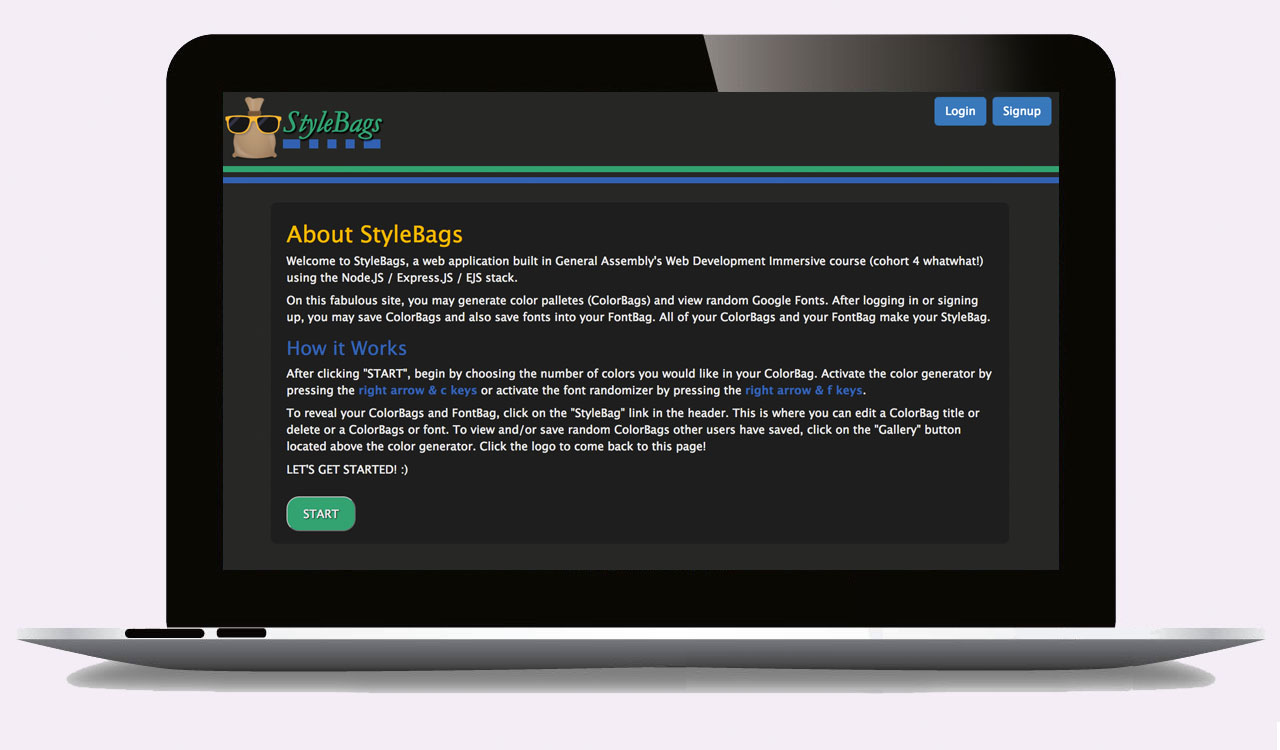 StyleBags
Login
Signup
About StyleBags
Welcome to StyleBags, a web application built in General Assembly's Web Development Immersive course (cohort 4 whatwhat!)
using the Node.JS / Express.JS / EJS stack.
On this fabulous site, you may generate color palletes (ColorBags) and view random Google Fonts. After logging in or signing
up, you may save ColorBags and also save fonts into your FontBag. All of your ColorBags and your FontBag make your StyleBag.
How it Works
After clicking "START", begin by choosing the number of colors you would like in your ColorBag. Activate the color generator by
pressing the right arrow & c keys or activate the font randomizer by pressing the right arrow & f keys.
To reveal your ColorBags and FontBag, click on the "StyleBag" link in the header. This is where you can edit a ColorBag title or
delete or a ColorBags or font. To view and/or save random ColorBags other users have saved, click on the "Gallery" button
located above the color generator. Click the logo to come back to this page!
LET'S GET STARTED! :)
START